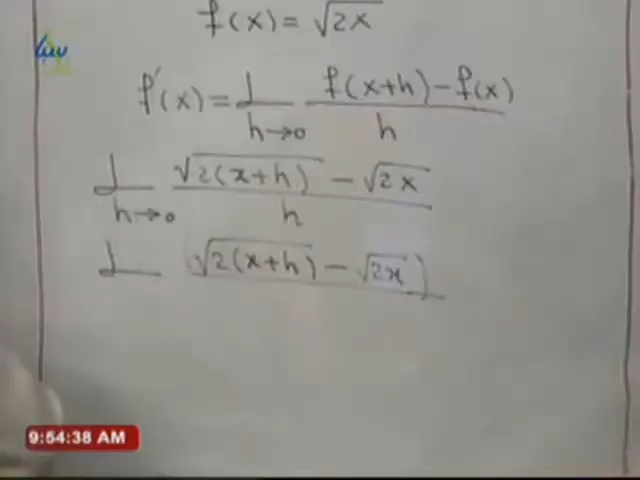 f(x) = √2x
f'(x) = L h→0 f(x+h) - f(x) / h
L h→0 √2(x+h) - √2x / h
L √2(x+h) - √2x )
9:54:38 AM